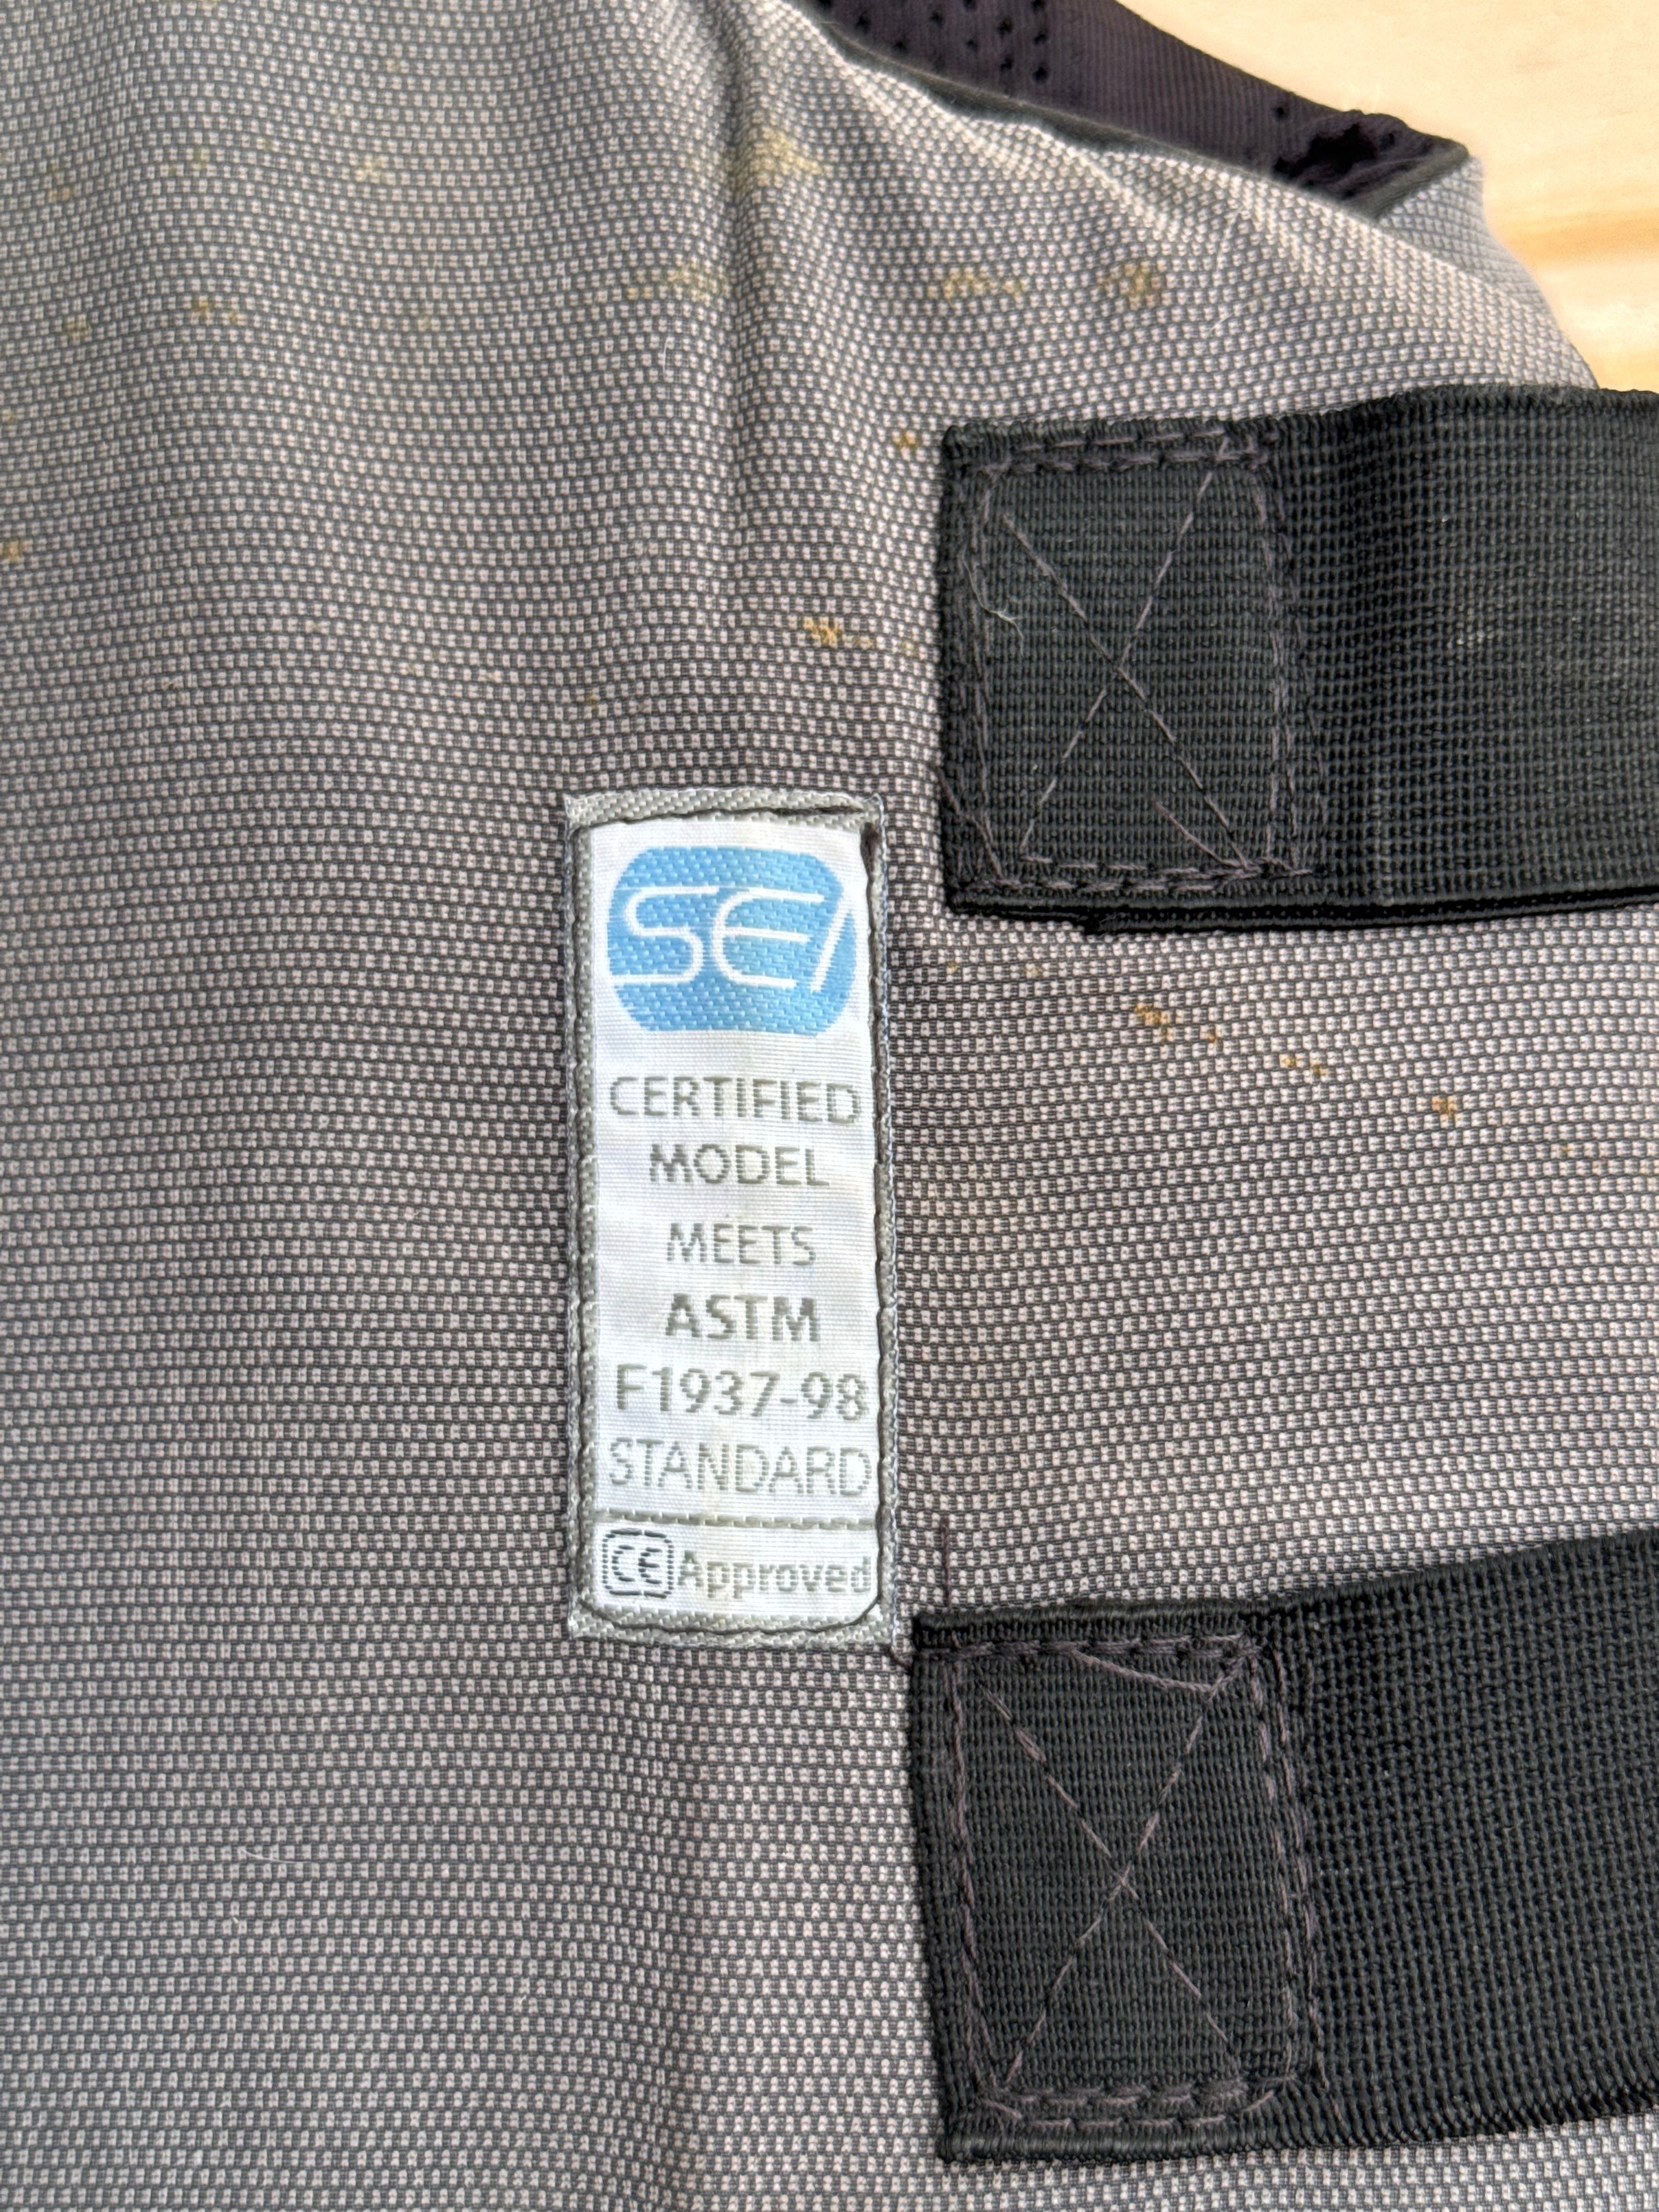 SEI
CERTIFIED
MODEL
MEETS
ASTM
F1937-98
STANDARD
CE Approved